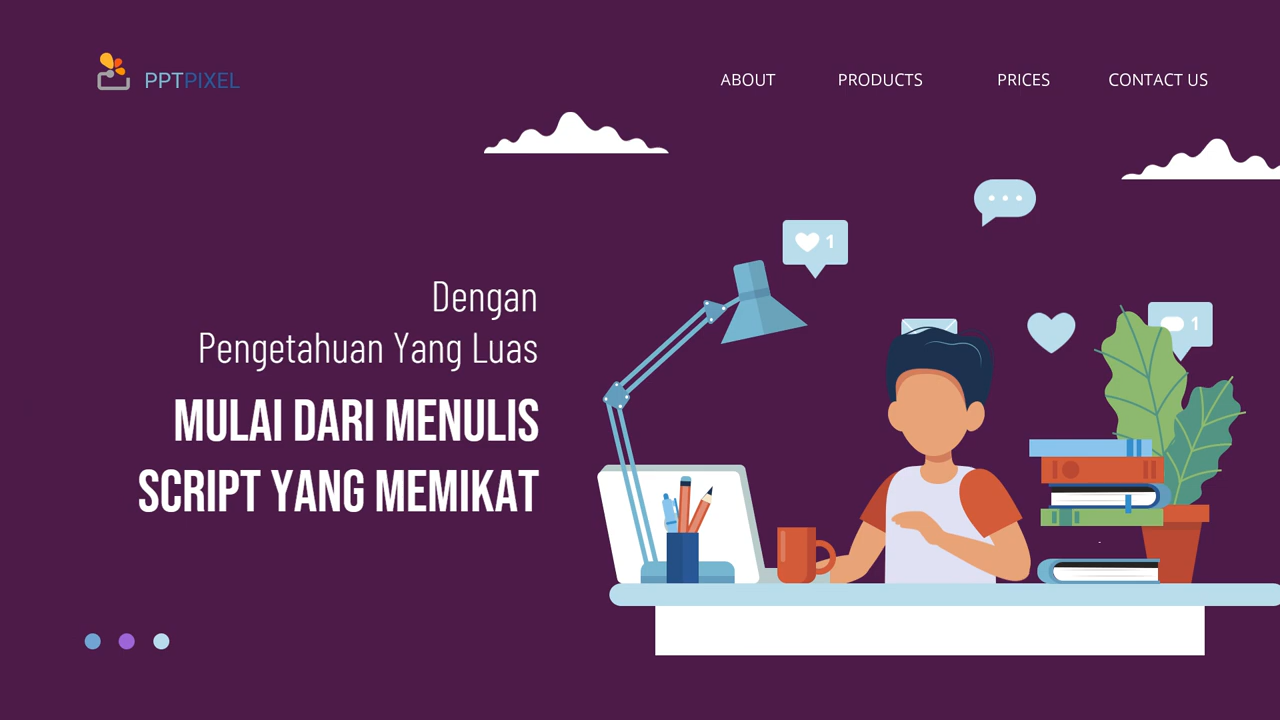 PPTPIXEL
ABOUT PRODUCTS PRICES CONTACT US
1
1
Dengan
Pengetahuan Yang Luas
MULAI DARI MENULIS
SCRIPT YANG MEMIKAT